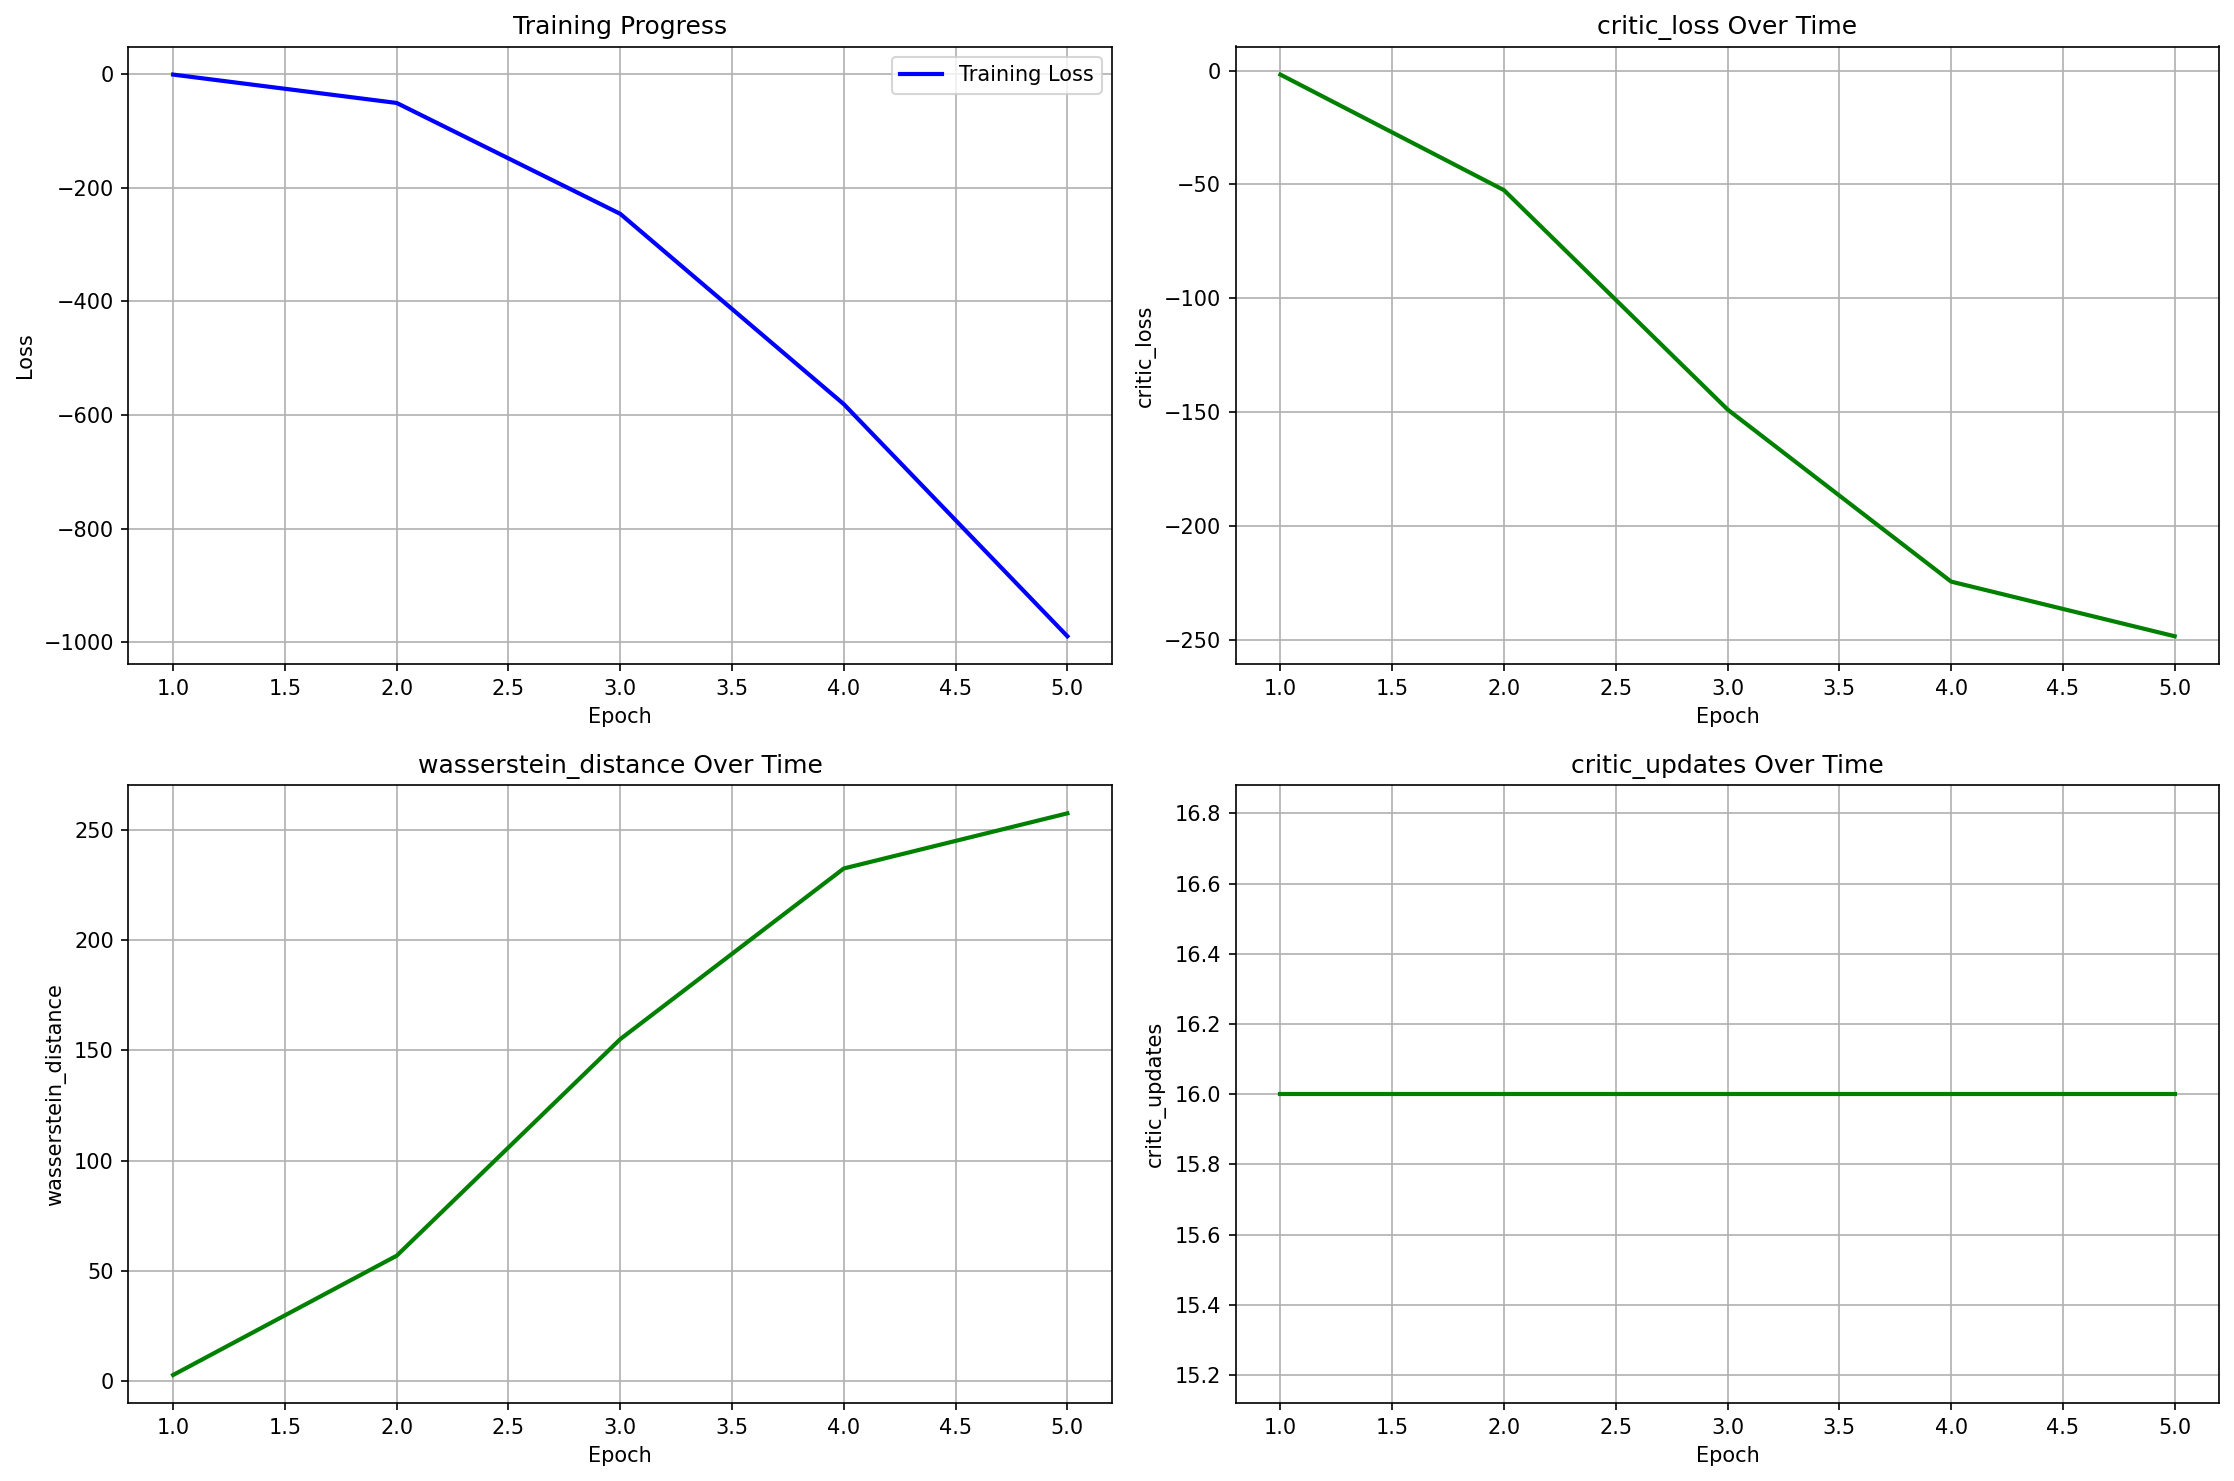 Training Progress
Training Loss
0
−200
−400
−600
−800
−1000
Loss
1.0 1.5 2.0 2.5 3.0 3.5 4.0 4.5 5.0
Epoch
critic_loss Over Time
0
−50
−100
−150
−200
−250
critic_loss
1.0 1.5 2.0 2.5 3.0 3.5 4.0 4.5 5.0
Epoch
wasserstein_distance Over Time
250
200
150
100
50
0
wasserstein_distance
1.0 1.5 2.0 2.5 3.0 3.5 4.0 4.5 5.0
Epoch
critic_updates Over Time
16.8
16.6
16.4
16.2
16.0
15.8
15.6
15.4
15.2
critic_updates
1.0 1.5 2.0 2.5 3.0 3.5 4.0 4.5 5.0
Epoch